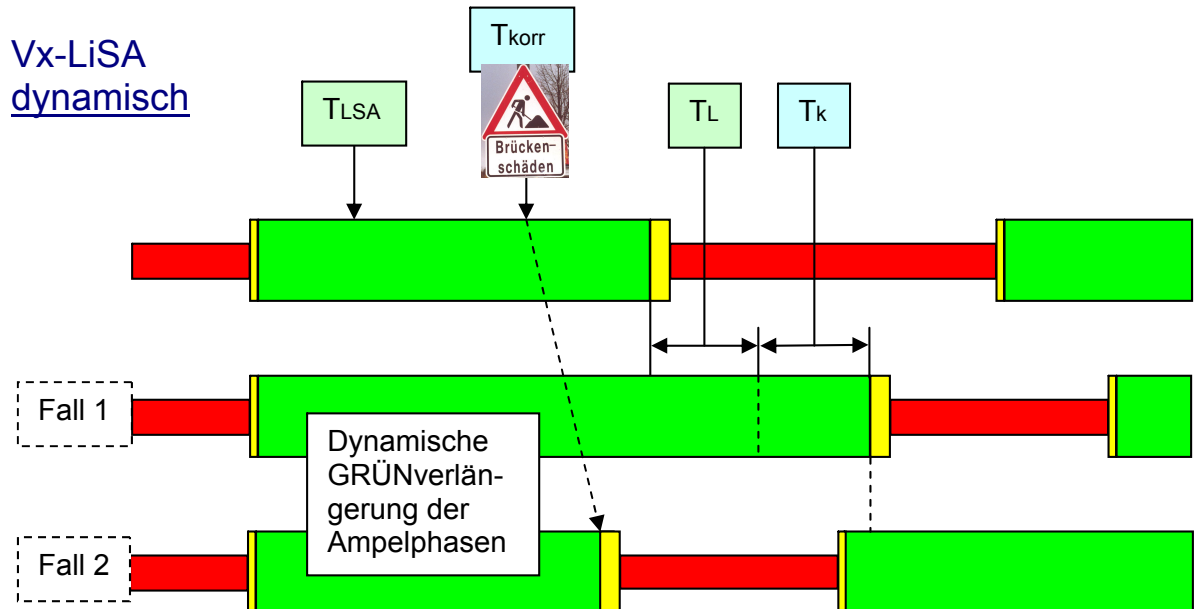 Vx-LiSA
dynamisch
Tkorr
TLSA
Brücken-
schäden
TL
Tk
Fall 1
Dynamische
GRÜNverlän-
gerung der
Ampelphasen
Fall 2